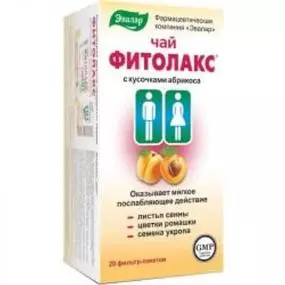 Эвалар
Фармацевтическая
компания «Эвалар»
чай
ФИТОЛАКС®
с кусочками абрикоса
Оказывает мягкое
послабляющее действие
листья сенны
цветки ромашки
семена укропа
GMP
20 фильтр-пакетов